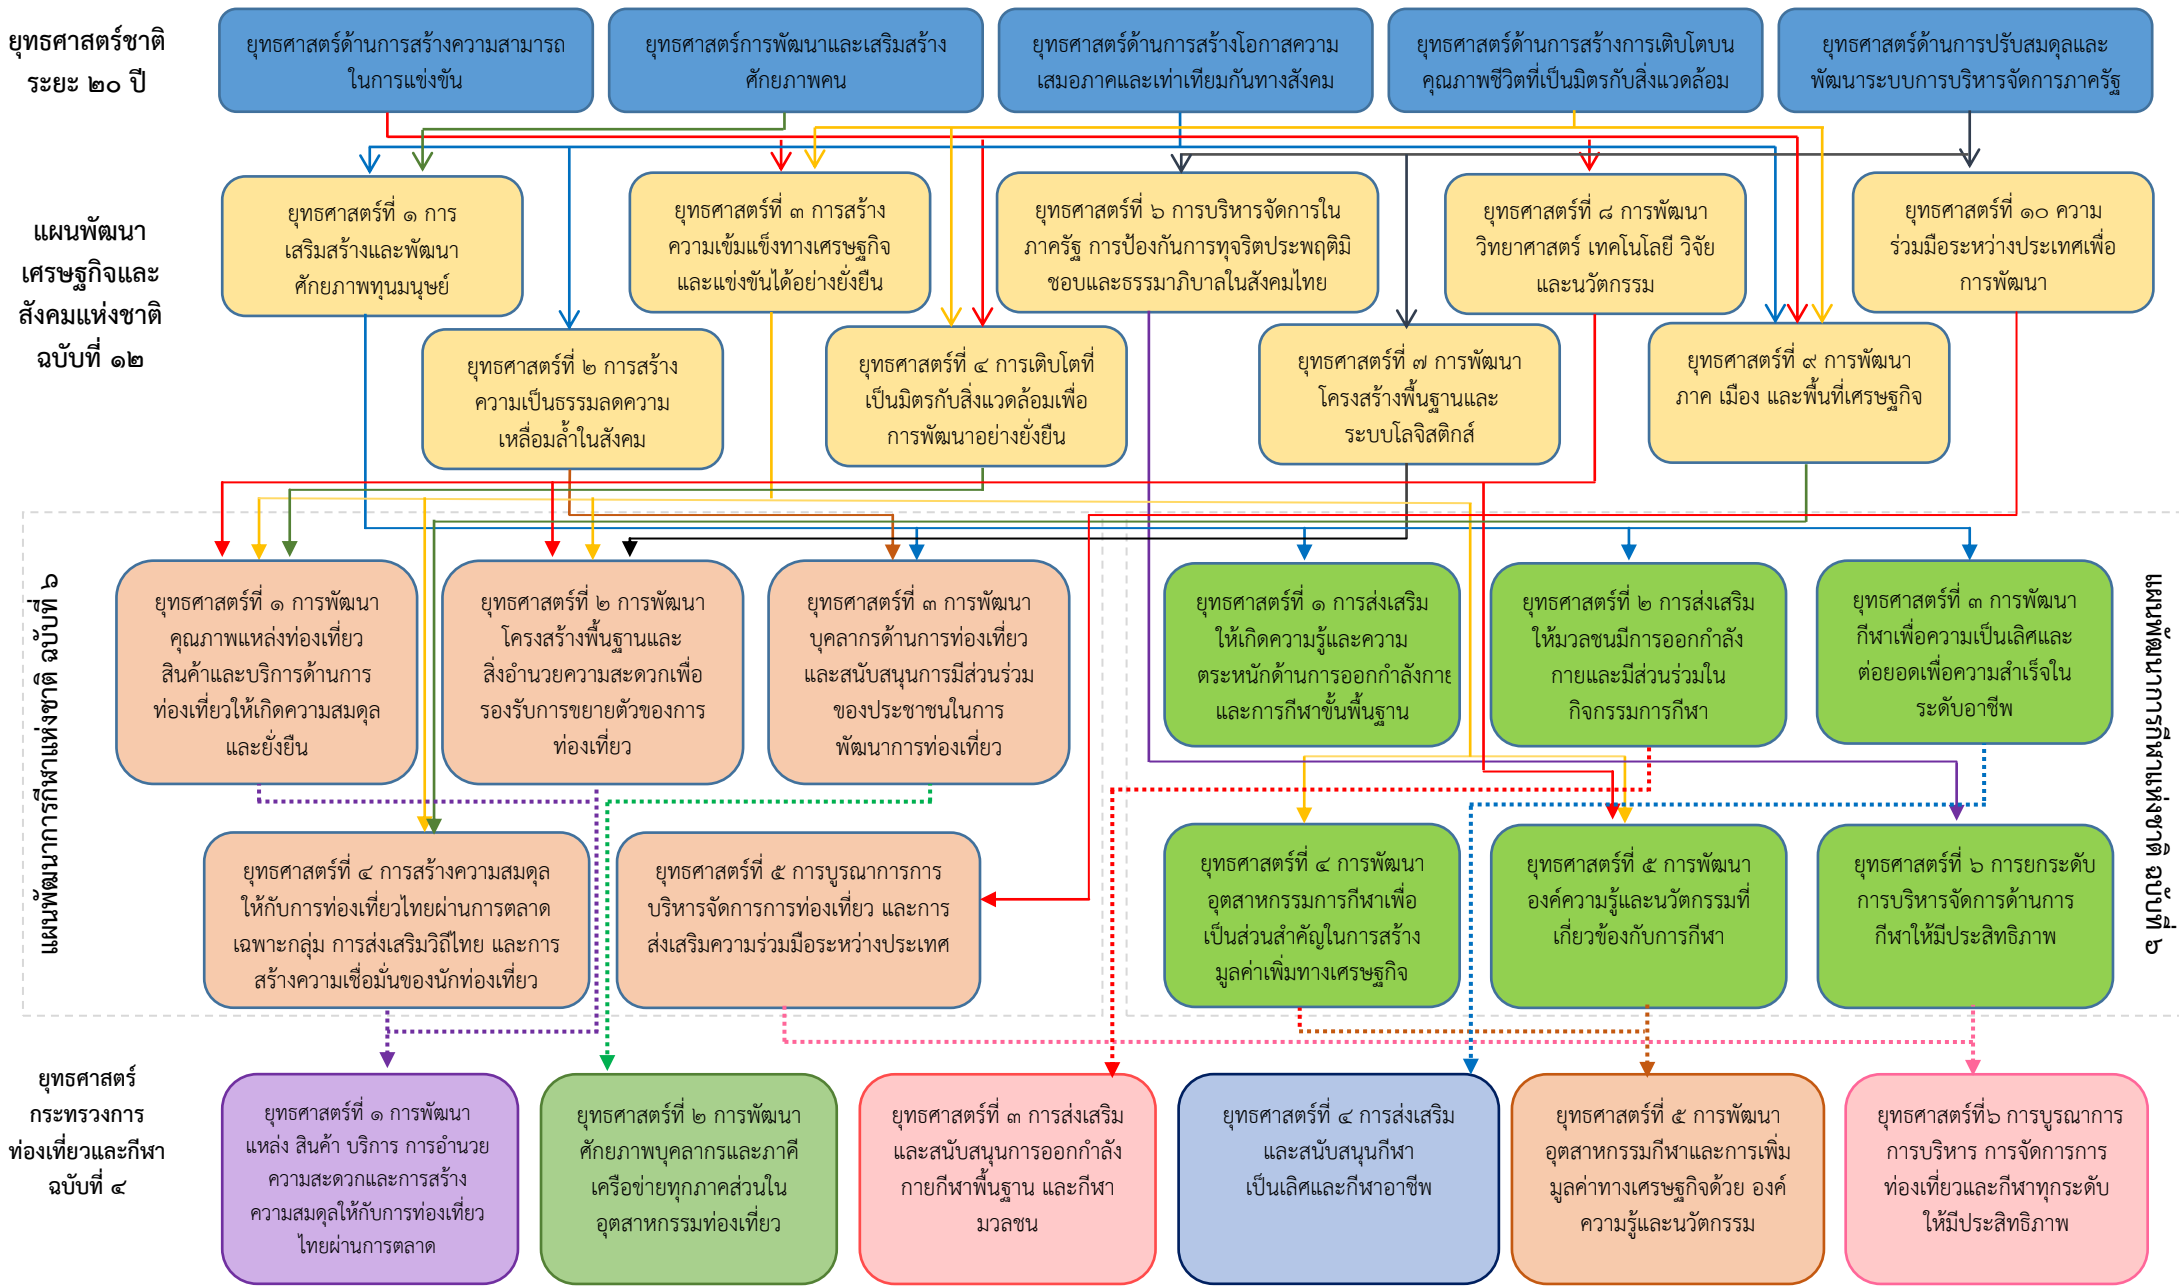 ยุทธศาสตร์ชาติ
ระยะ ๒๐ ปี
ยุทธศาสตร์ด้านการสร้างความสามารถ
ในการแข่งขัน
ยุทธศาสตร์การพัฒนาและเสริมสร้าง
ศักยภาพคน
ยุทธศาสตร์ด้านการสร้างโอกาสความ
เสมอภาคและเท่าเทียมกันทางสังคม
ยุทธศาสตร์ด้านการสร้างการเติบโตบน
คุณภาพชีวิตที่เป็นมิตรกับสิ่งแวดล้อม
ยุทธศาสตร์ด้านการปรับสมดุลและ
พัฒนาระบบการบริหารจัดการภาครัฐ
แผนพัฒนา
เศรษฐกิจและ
สังคมแห่งชาติ
ฉบับที่ ๑๒
ยุทธศาสตร์ที่ ๑ การ
เสริมสร้างและพัฒนา
ศักยภาพทุนมนุษย์
ยุทธศาสตร์ที่ ๓ การสร้าง
ความเข้มแข็งทางเศรษฐกิจ
และแข่งขันได้อย่างยั่งยืน
ยุทธศาสตร์ที่ ๖ การบริหารจัดการใน
ภาครัฐ การป้องกันการทุจริตประพฤติมิ
ชอบและธรรมาภิบาลในสังคมไทย
ยุทธศาสตร์ที่ ๘ การพัฒนา
วิทยาศาสตร์ เทคโนโลยี วิจัย
และนวัตกรรม
ยุทธศาสตร์ที่ ๑๐ ความ
ร่วมมือระหว่างประเทศเพื่อ
การพัฒนา
ยุทธศาสตร์ที่ ๒ การสร้าง
ความเป็นธรรมลดความ
เหลื่อมล้ำในสังคม
ยุทธศาสตร์ที่ ๔ การเติบโตที่
เป็นมิตรกับสิ่งแวดล้อมเพื่อ
การพัฒนาอย่างยั่งยืน
ยุทธศาสตร์ที่ ๗ การพัฒนา
โครงสร้างพื้นฐานและ
ระบบโลจิสติกส์
ยุทธศาสตร์ที่ ๙ การพัฒนา
ภาค เมือง และพื้นที่เศรษฐกิจ
แผนพัฒนาการกีฬาแห่งชาติ ฉบับที่ ๖
ยุทธศาสตร์ที่ ๑ การพัฒนา
คุณภาพแหล่งท่องเที่ยว
สินค้าและบริการด้านการ
ท่องเที่ยวให้เกิดความสมดุล
และยั่งยืน
ยุทธศาสตร์ที่ ๒ การพัฒนา
โครงสร้างพื้นฐานและ
สิ่งอำนวยความสะดวกเพื่อ
รองรับการขยายตัวของการ
ท่องเที่ยว
ยุทธศาสตร์ที่ ๓ การพัฒนา
บุคลากรด้านการท่องเที่ยว
และสนับสนุนการมีส่วนร่วม
ของประชาชนในการ
พัฒนาการท่องเที่ยว
ยุทธศาสตร์ที่ ๑ การส่งเสริม
ให้เกิดความรู้และความ
ตระหนักด้านการออกกำลังกาย
และการกีฬาขั้นพื้นฐาน
ยุทธศาสตร์ที่ ๒ การส่งเสริม
ให้มวลชนมีการออกกำลัง
กายและมีส่วนร่วมใน
กิจกรรมการกีฬา
ยุทธศาสตร์ที่ ๓ การพัฒนา
กีฬาเพื่อความเป็นเลิศและ
ต่อยอดเพื่อความสำเร็จใน
ระดับอาชีพ
แผนพัฒนาการกีฬาแห่งชาติ ฉบับที่ ๖
ยุทธศาสตร์ที่ ๔ การสร้างความสมดุล
ให้กับการท่องเที่ยวไทยผ่านการตลาด
เฉพาะกลุ่ม การส่งเสริมวิถีไทย และการ
สร้างความเชื่อมั่นของนักท่องเที่ยว
ยุทธศาสตร์ที่ ๕ การบูรณาการการ
บริหารจัดการการท่องเที่ยว และการ
ส่งเสริมความร่วมมือระหว่างประเทศ
ยุทธศาสตร์ที่ ๔ การพัฒนา
อุตสาหกรรมการกีฬาเพื่อ
เป็นส่วนสำคัญในการสร้าง
มูลค่าเพิ่มทางเศรษฐกิจ
ยุทธศาสตร์ที่ ๕ การพัฒนา
องค์ความรู้และนวัตกรรมที่
เกี่ยวข้องกับการกีฬา
ยุทธศาสตร์ที่ ๖ การยกระดับ
การบริหารจัดการด้านการ
กีฬาให้มีประสิทธิภาพ
ยุทธศาสตร์
กระทรวงการ
ท่องเที่ยวและกีฬา
ฉบับที่ ๔
ยุทธศาสตร์ที่ ๑ การพัฒนา
แหล่ง สินค้า บริการ การอำนวย
ความสะดวกและการสร้าง
ความสมดุลให้กับการท่องเที่ยว
ไทยผ่านการตลาด
ยุทธศาสตร์ที่ ๒ การพัฒนา
ศักยภาพบุคลากรและภาคี
เครือข่ายทุกภาคส่วนใน
อุตสาหกรรมท่องเที่ยว
ยุทธศาสตร์ที่ ๓ การส่งเสริม
และสนับสนุนการออกกำลัง
กายกีฬาพื้นฐาน และกีฬา
มวลชน
ยุทธศาสตร์ที่ ๔ การส่งเสริม
และสนับสนุนกีฬา
เป็นเลิศและกีฬาอาชีพ
ยุทธศาสตร์ที่ ๕ การพัฒนา
อุตสาหกรรมกีฬาและการเพิ่ม
มูลค่าทางเศรษฐกิจด้วย องค์
ความรู้และนวัตกรรม
ยุทธศาสตร์ที่๖ การบูรณาการ
การบริหาร การจัดการการ
ท่องเที่ยวและกีฬาทุกระดับ
ให้มีประสิทธิภาพ